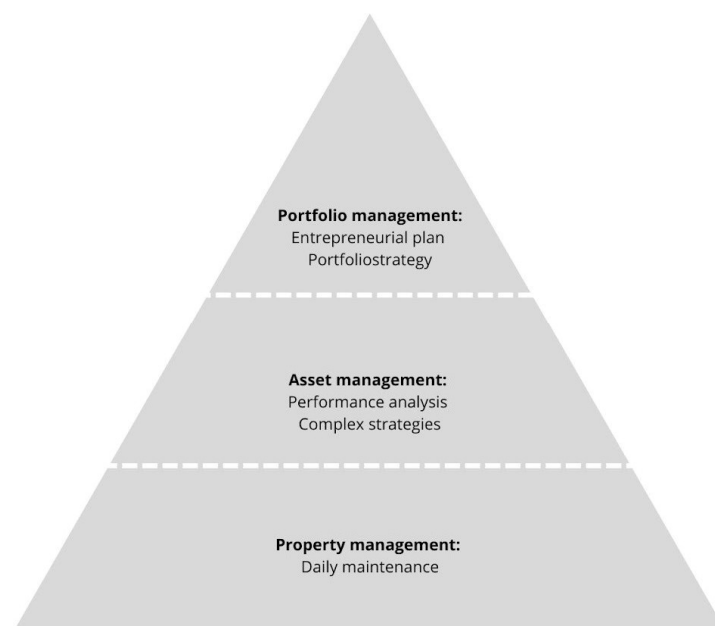 Portfolio management:
Entrepreneurial plan
Portfoliostrategy
Asset management:
Performance analysis
Complex strategies
Property management:
Daily maintenance